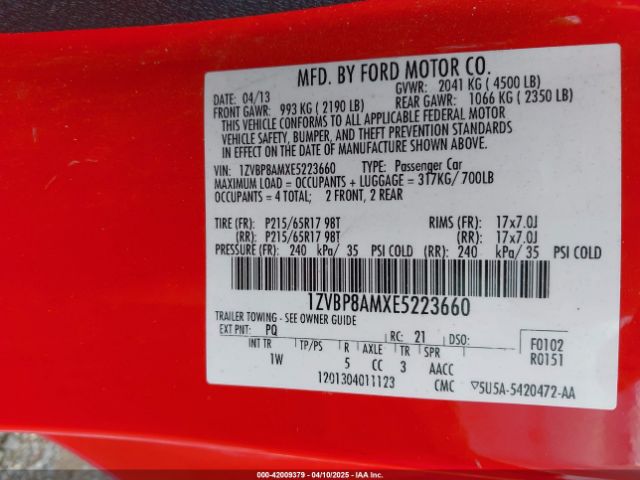 MFD. BY FORD MOTOR CO.
DATE: 04/13 GVWR: 2041 KG ( 4500 LB)
FRONT GAWR: 993 KG ( 2190 LB) REAR GAWR: 1066 KG ( 2350 LB)
THIS VEHICLE CONFORMS TO ALL APPLICABLE FEDERAL MOTOR
VEHICLE SAFETY, BUMPER, AND THEFT PREVENTION STANDARDS
IN EFFECT ON THE DATE OF MANUFACTURE SHOWN ABOVE.
VIN: 1ZVBP8AMXE5223660 TYPE: Passenger Car
MAXIMUM LOAD = OCCUPANTS + LUGGAGE = 317KG/ 700LB
OCCUPANTS = 4 TOTAL; 2 FRONT, 2 REAR
TIRE (FR): P215/65R17 98T RIMS (FR): 17x7.0J
(RR): P215/65R17 98T (RR): 17x7.0J
PRESSURE (FR): 240 kPa/ 35 PSI COLD (RR): 240 kPa/ 35 PSI COLD
1ZVBP8AMXE5223660
TRAILER TOWING - SEE OWNER GUIDE
EXT PNT: PQ RC: 21 DSO: F0102
R0151
INT TR TP/PS R AXLE TR SPR
1W 5 CC 3 AACC
1201304011123 CMC ▽5U5A-5420472-AA
000-42009379 - 04/10/2025 - IAAI.COM